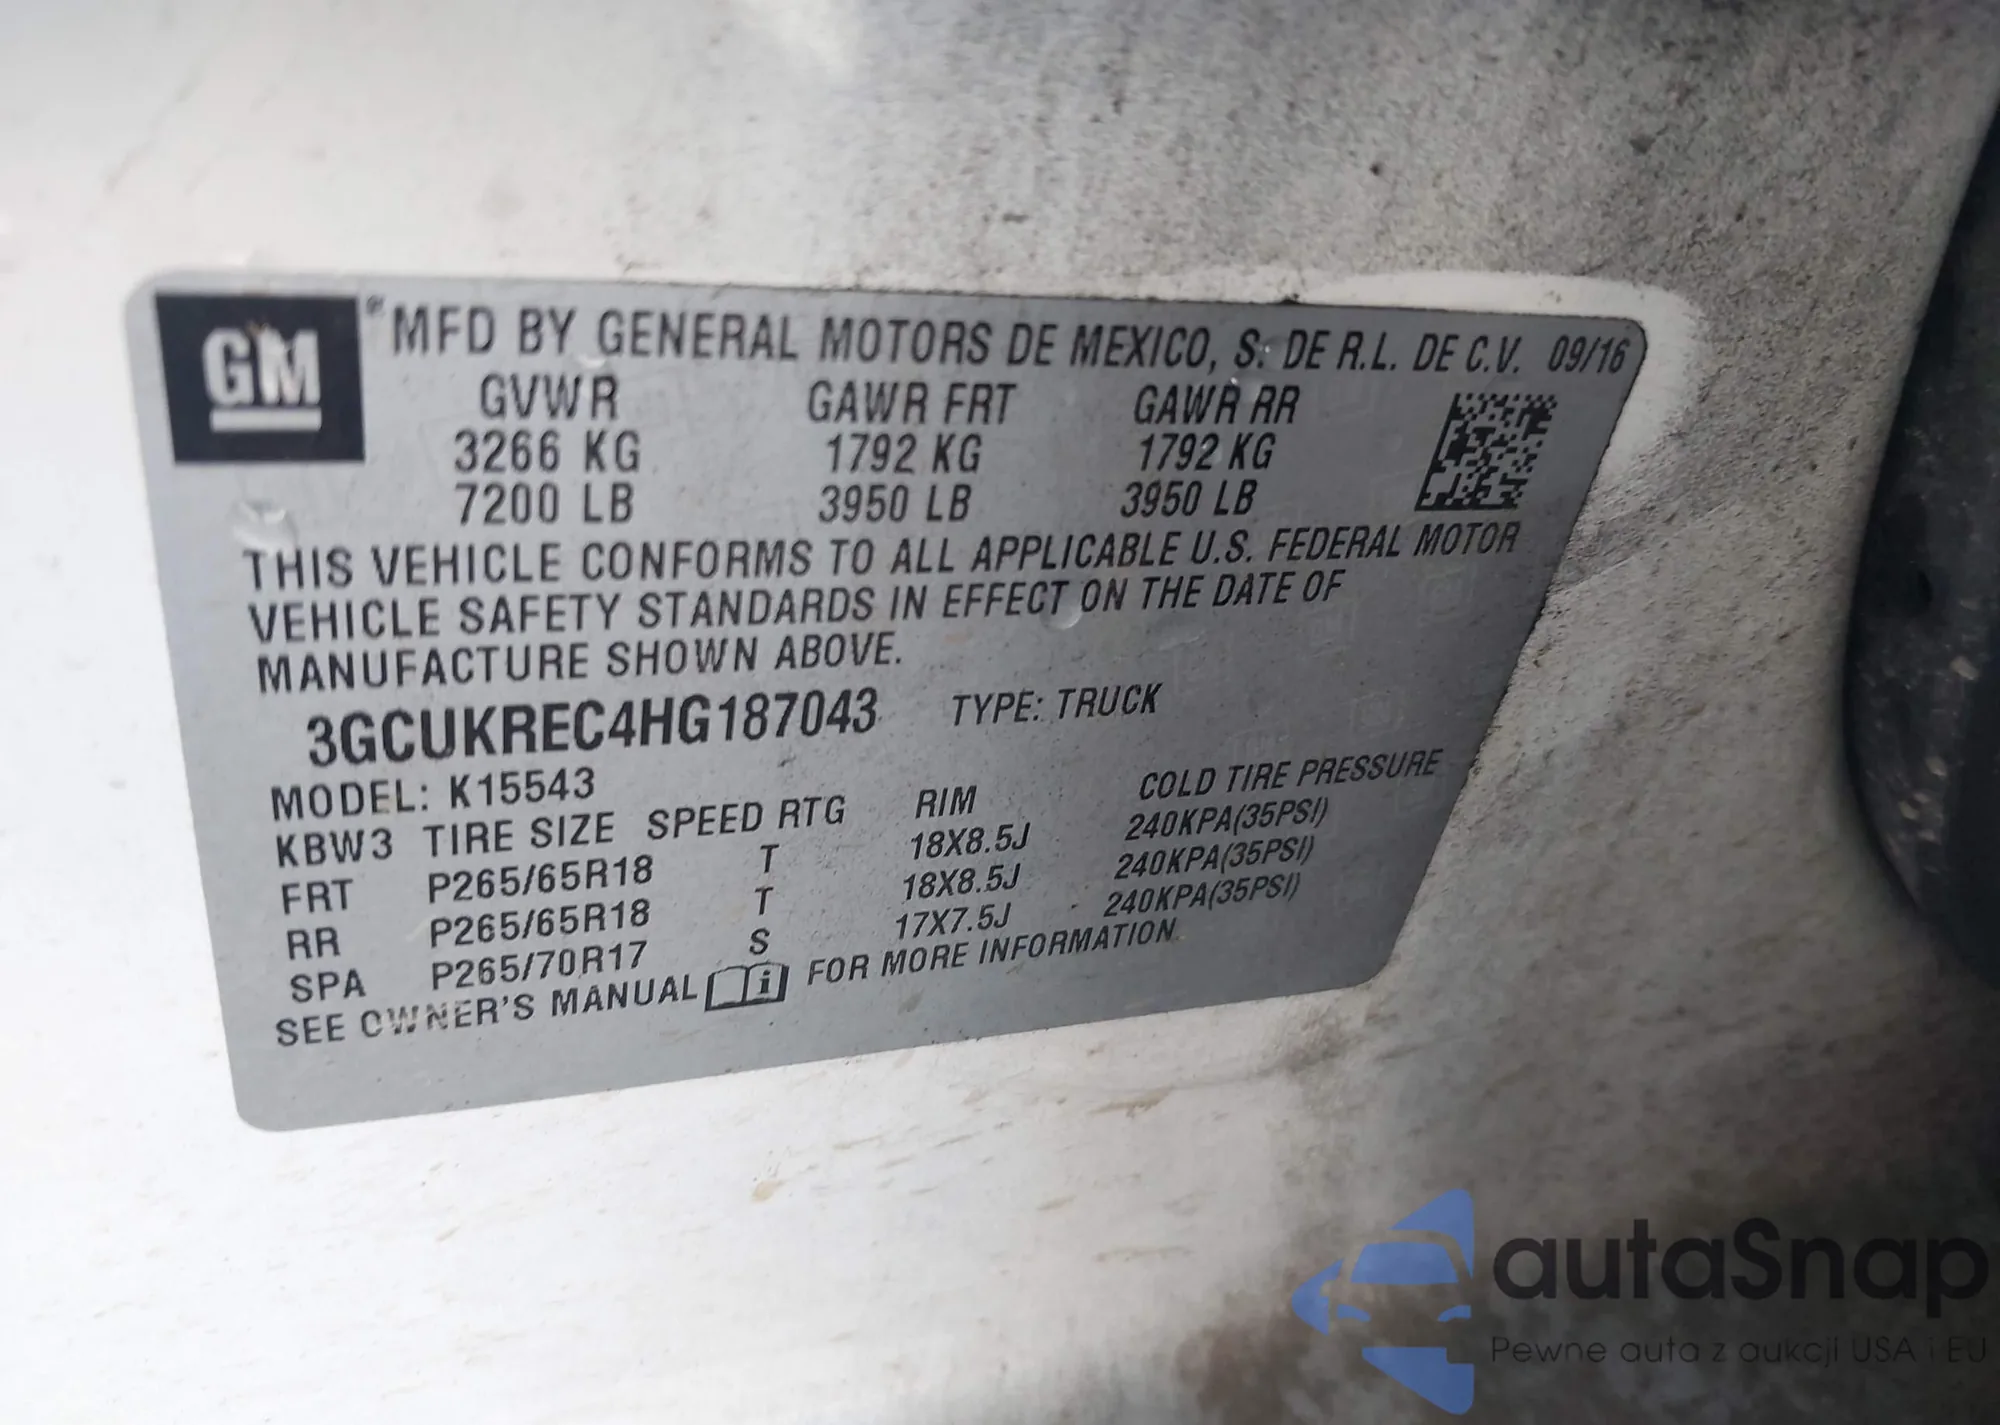 GM ® MFD BY GENERAL MOTORS DE MEXICO, S. DE R.L. DE C.V. 09/16
GVWR GAWR FRT GAWR RR
3266 KG 1792 KG 1792 KG
7200 LB 3950 LB 3950 LB
THIS VEHICLE CONFORMS TO ALL APPLICABLE U.S. FEDERAL MOTOR
VEHICLE SAFETY STANDARDS IN EFFECT ON THE DATE OF
MANUFACTURE SHOWN ABOVE.
3GCUKREC4HG187043 TYPE: TRUCK
MODEL: K15543
KBW3 TIRE SIZE SPEED RTG RIM COLD TIRE PRESSURE
FRT P265/65R18 T 18X8.5J 240KPA(35PSI)
RR P265/65R18 T 18X8.5J 240KPA(35PSI)
SPA P265/70R17 S 17X7.5J 240KPA(35PSI)
SEE OWNER'S MANUAL i FOR MORE INFORMATION
autaSnap
Pewne auta z aukcji USA i EU